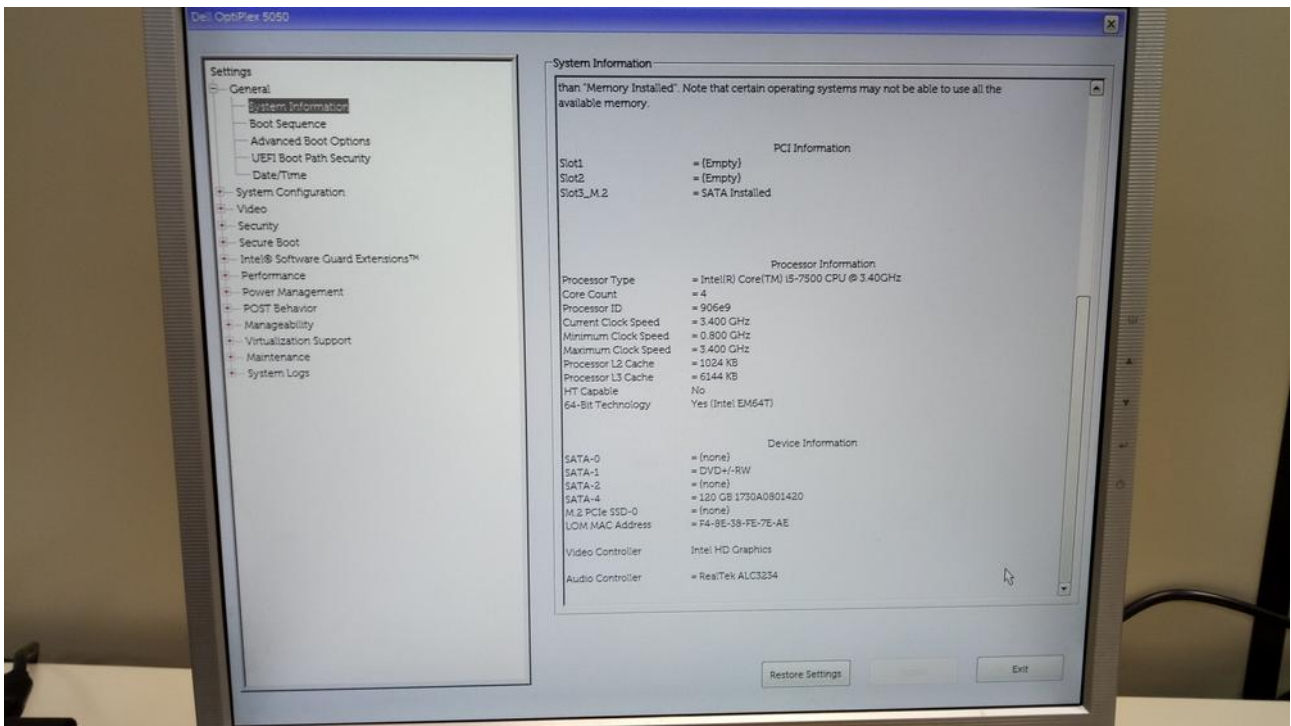 Dell OptiPlex 5050
Settings
General
System Information
Boot Sequence
Advanced Boot Options
UEFI Boot Path Security
Date/Time
System Configuration
Video
Security
Secure Boot
Intel® Software Guard Extensions™
Performance
Power Management
POST Behavior
Manageability
Virtualization Support
Maintenance
System Logs
System Information
than "Memory Installed". Note that certain operating systems may not be able to use all the
available memory.
PCI Information
Slot1 = {Empty}
Slot2 = {Empty}
Slot3_M.2 = SATA Installed
Processor Information
Processor Type = Intel(R) Core(TM) i5-7500 CPU @ 3.40GHz
Core Count = 4
Processor ID = 906e9
Current Clock Speed = 3.400 GHz
Minimum Clock Speed = 0.800 GHz
Maximum Clock Speed = 3.400 GHz
Processor L2 Cache = 1024 KB
Processor L3 Cache = 6144 KB
HT Capable No
64-Bit Technology Yes (Intel EM64T)
Device Information
SATA-0 = {none}
SATA-1 = DVD+/-RW
SATA-2 = {none}
SATA-4 = 120 GB 1730A0801420
M.2 PCIe SSD-0 = {none}
LOM MAC Address = F4-8E-38-FE-7E-AE
Video Controller Intel HD Graphics
Audio Controller = RealTek ALC3234
Restore Settings
Exit